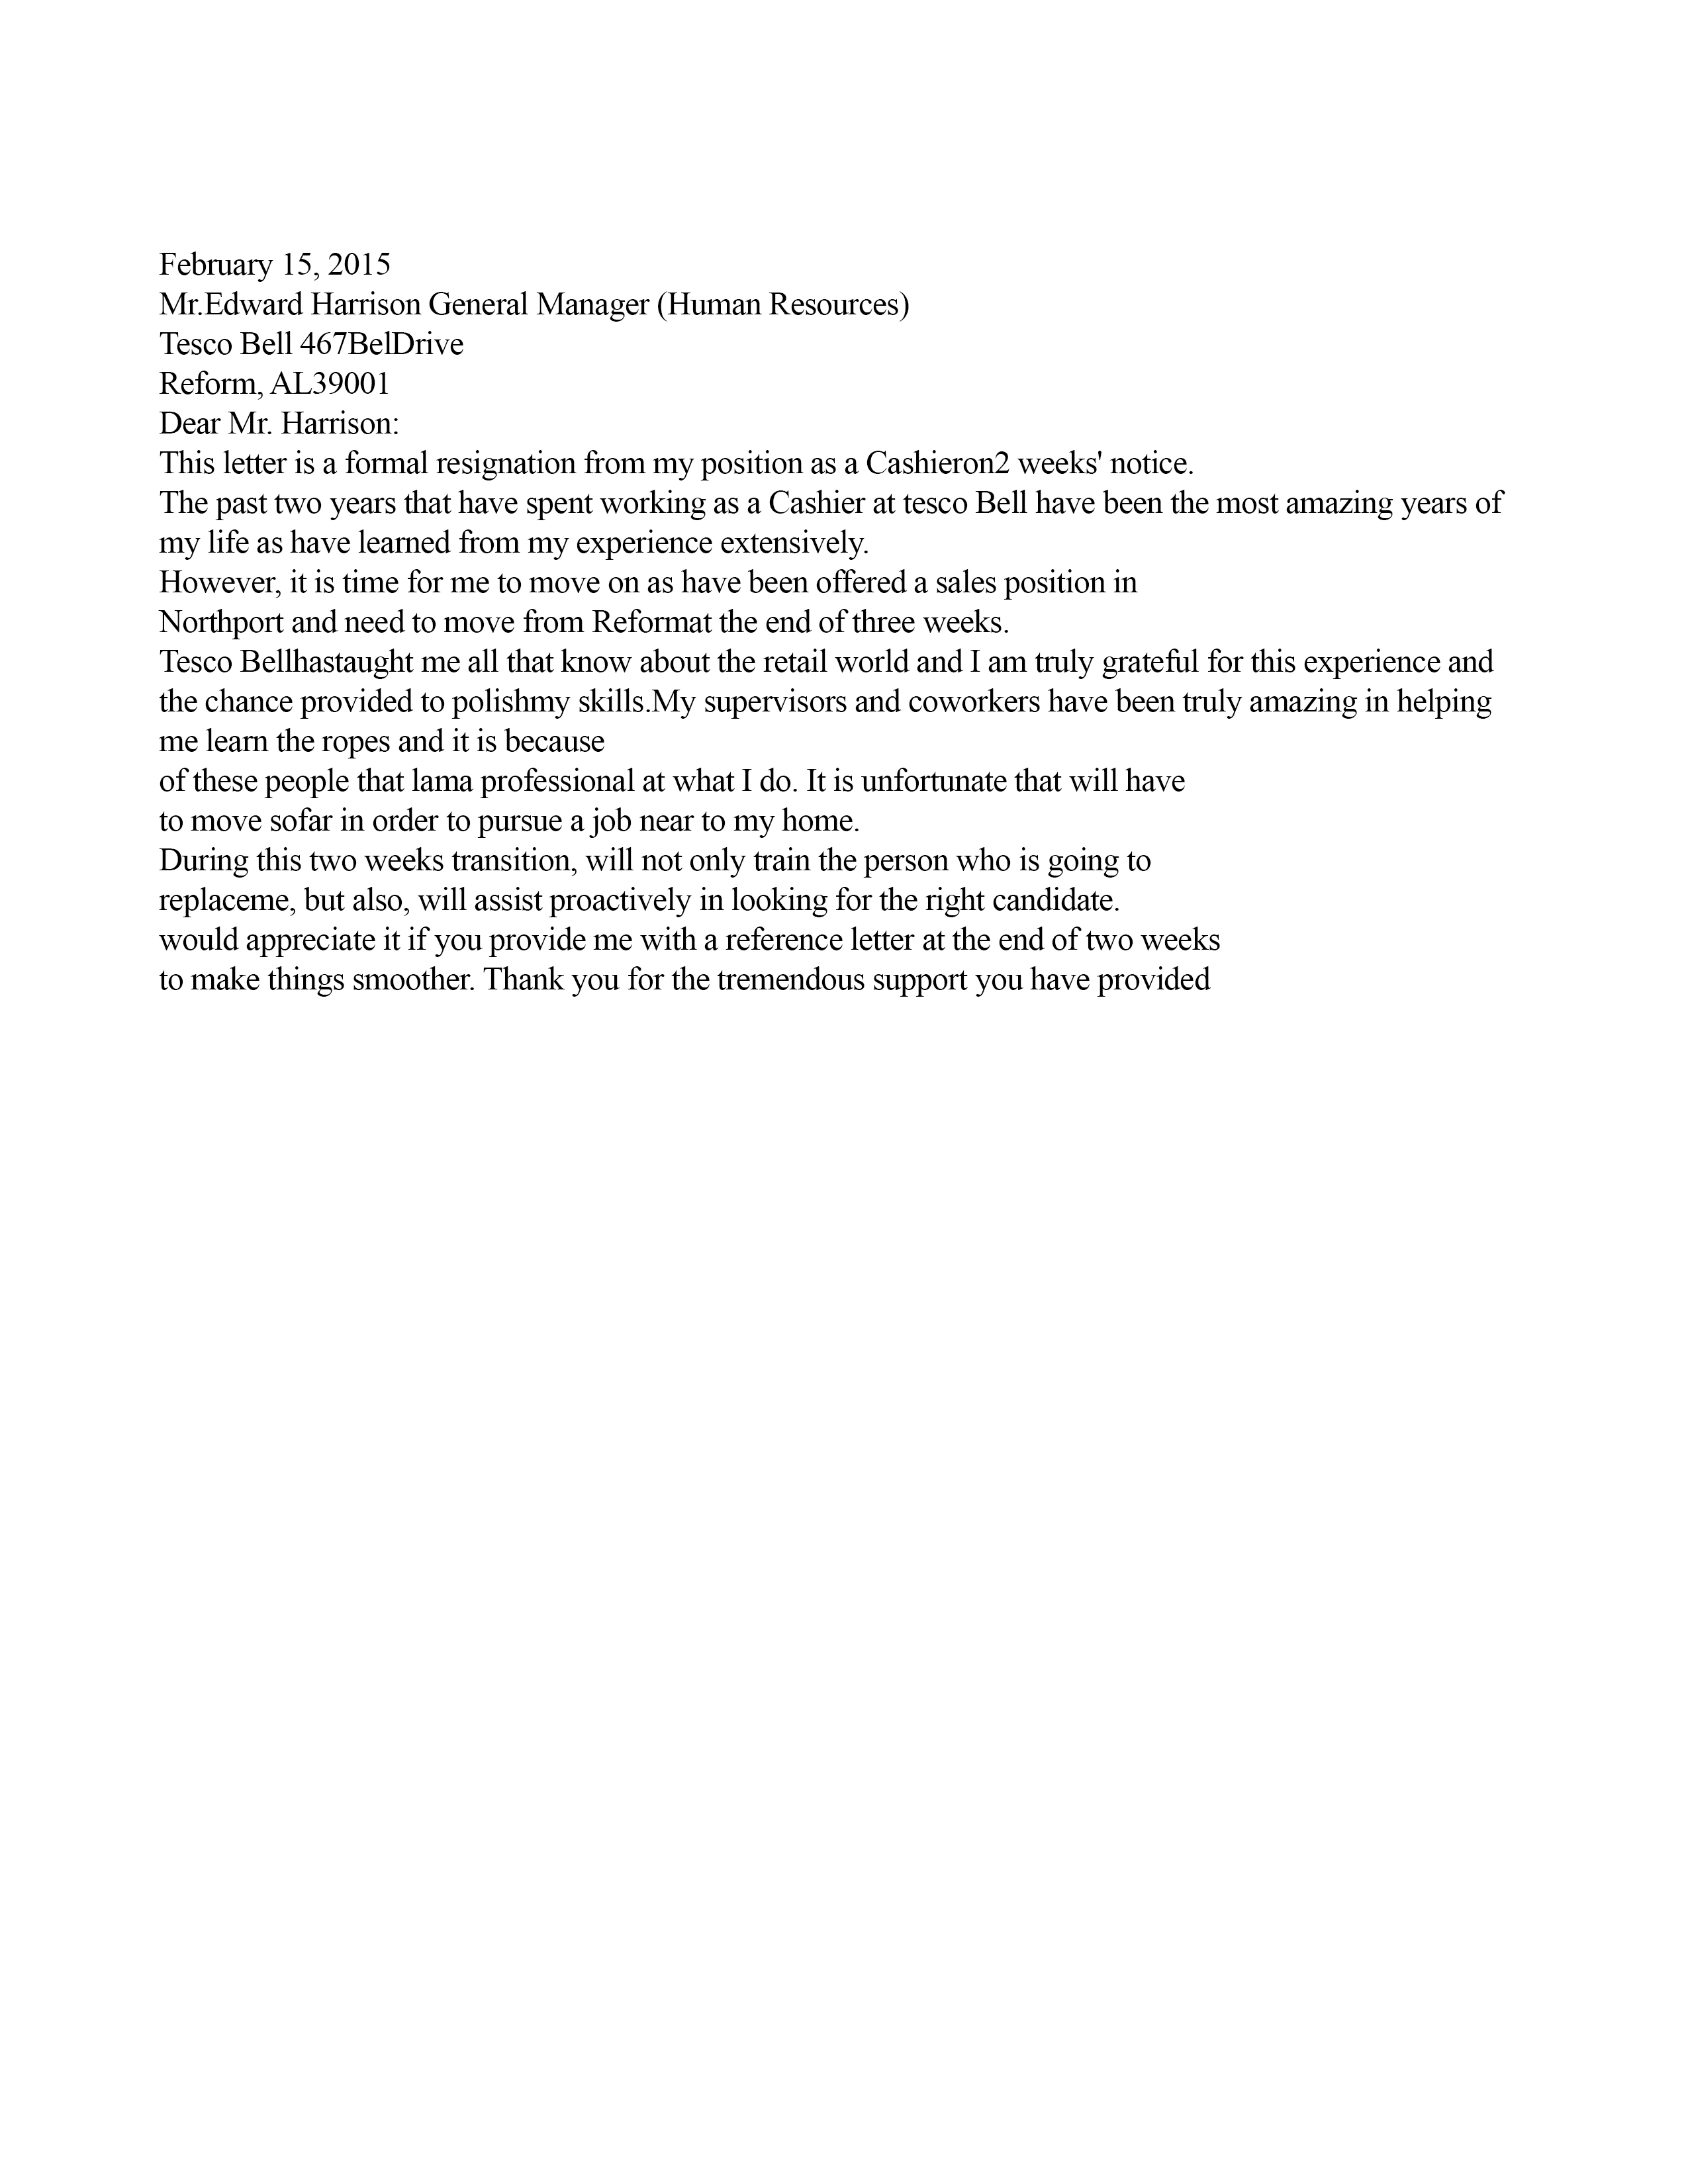 February 15, 2015
Mr.Edward Harrison General Manager (Human Resources)
Tesco Bell 467BelDrive
Reform, AL39001
Dear Mr. Harrison:
This letter is a formal resignation from my position as a Cashieron2 weeks' notice.
The past two years that have spent working as a Cashier at tesco Bell have been the most amazing years of
my life as have learned from my experience extensively.
However, it is time for me to move on as have been offered a sales position in
Northport and need to move from Reformat the end of three weeks.
Tesco Bellhastaught me all that know about the retail world and I am truly grateful for this experience and
the chance provided to polishmy skills.My supervisors and coworkers have been truly amazing in helping
me learn the ropes and it is because
of these people that lama professional at what I do. It is unfortunate that will have
to move sofar in order to pursue a job near to my home.
During this two weeks transition, will not only train the person who is going to
replaceme, but also, will assist proactively in looking for the right candidate.
would appreciate it if you provide me with a reference letter at the end of two weeks
to make things smoother. Thank you for the tremendous support you have provided